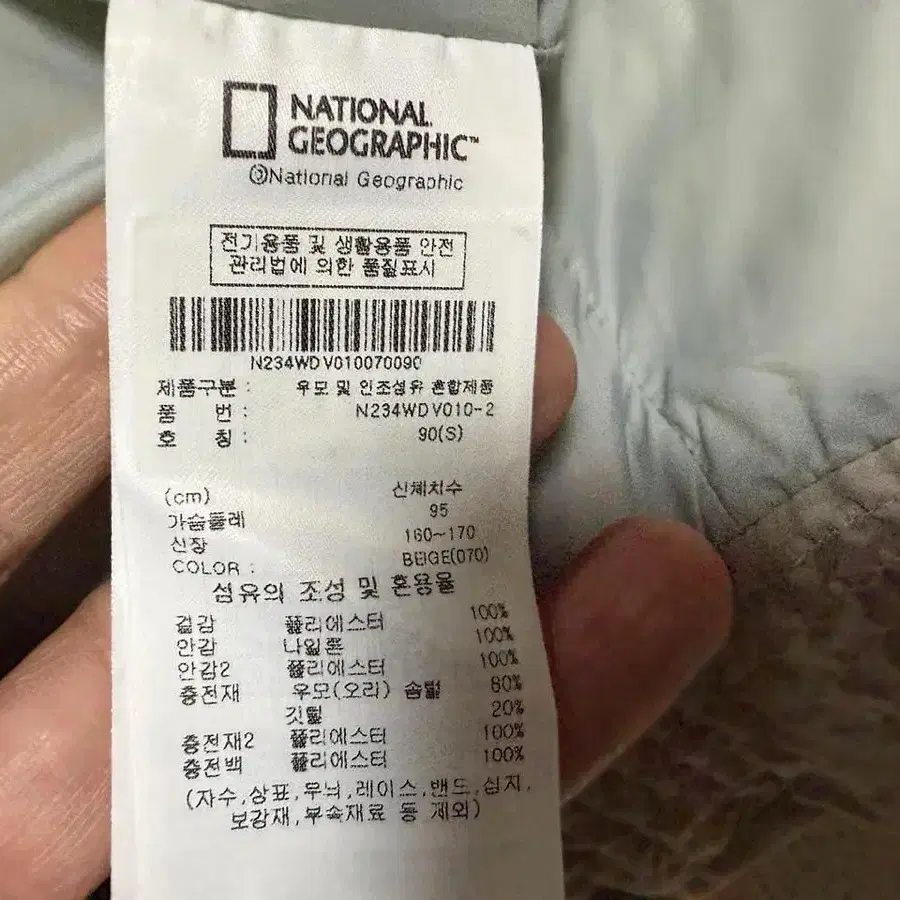 NATIONAL
GEOGRAPHIC™
©National Geographic
전기용품 및 생활용품 안전
관리법에 의한 품질표시
N234WDV010070090
제품구분 : 우모 및 인조섬유 혼합제품
품 번 : N234WDV010-2
호 칭 : 90(S)
(cm) 신체치수
가슴둘레 95
신장 160~170
COLOR : BEIGE(070)
섬유의 조성 및 혼용율
겉감 폴리에스터 100%
안감 나일론 100%
안감2 폴리에스터 100%
충전재 우모(오리) 솜털 80%
깃털 20%
충전재2 폴리에스터 100%
충전백 폴리에스터 100%
(자수,상표,무늬,레이스,밴드,심지,
보강재,부속재료 등 제외)